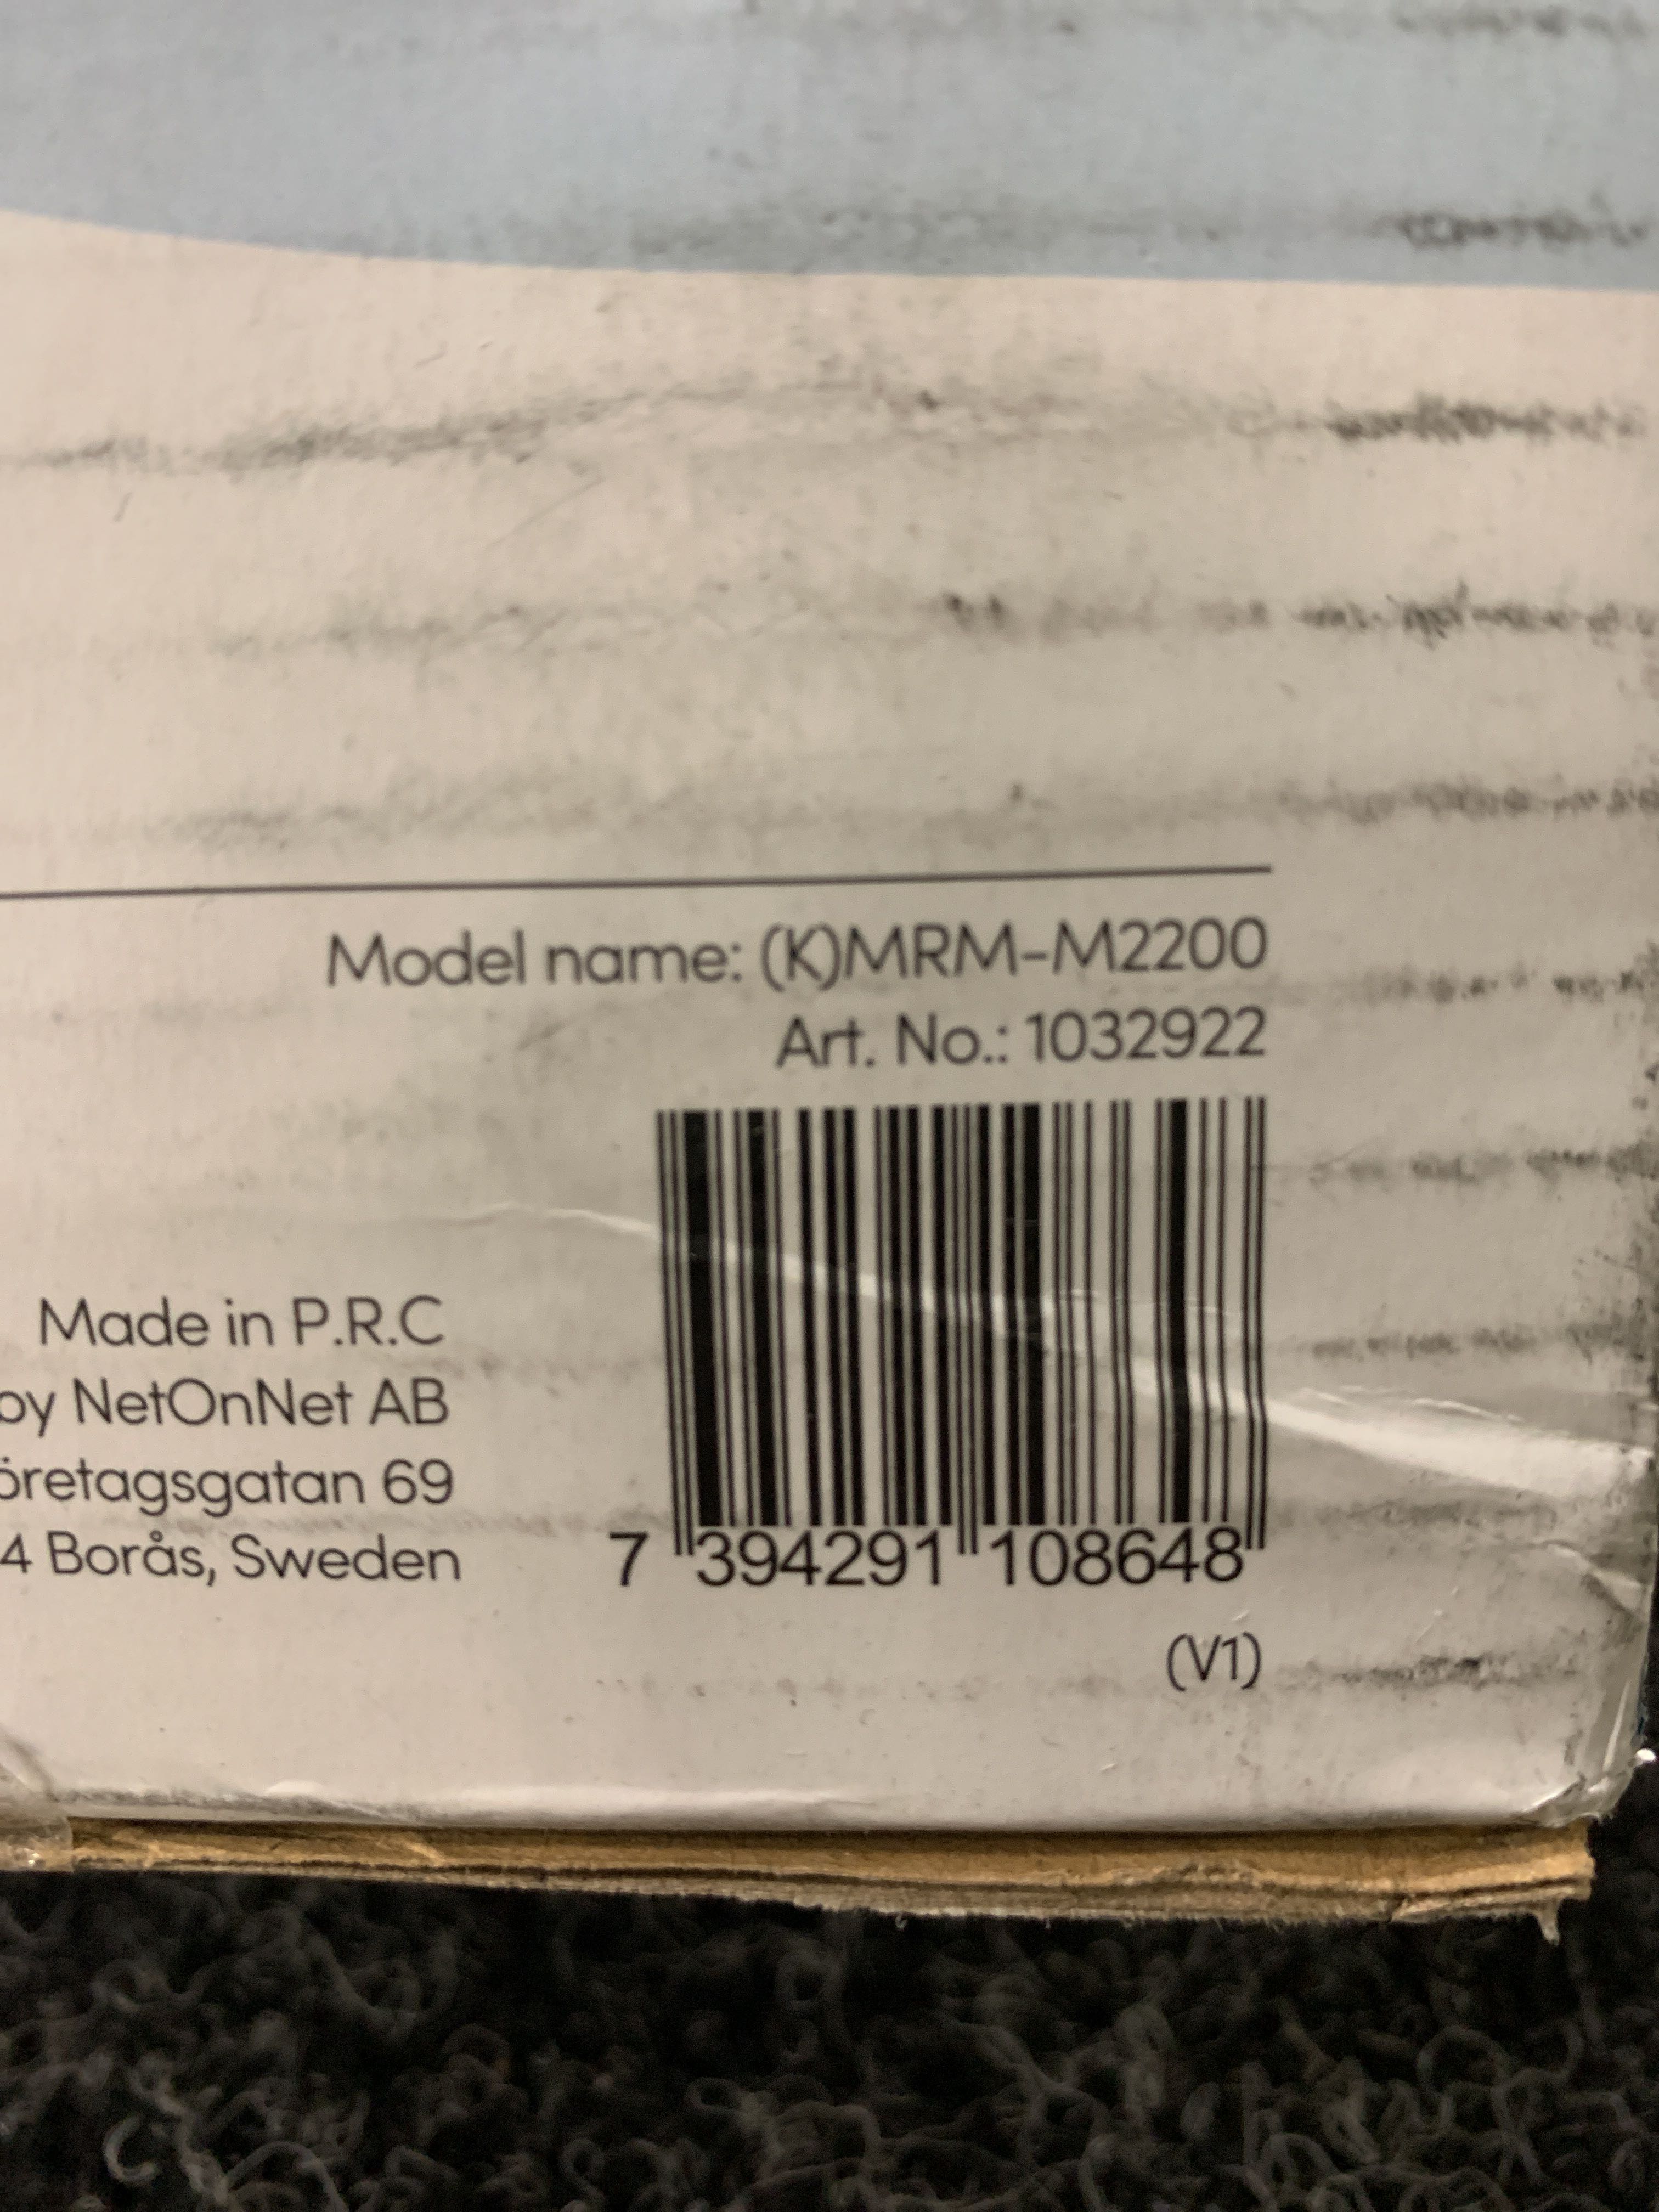 Model name: (K)MRM-M2200
Art. No.: 1032922
Made in P.R.C
by NetOnNet AB
öretagsgatan 69
4 Borås, Sweden
7 394291 108648
(V1)